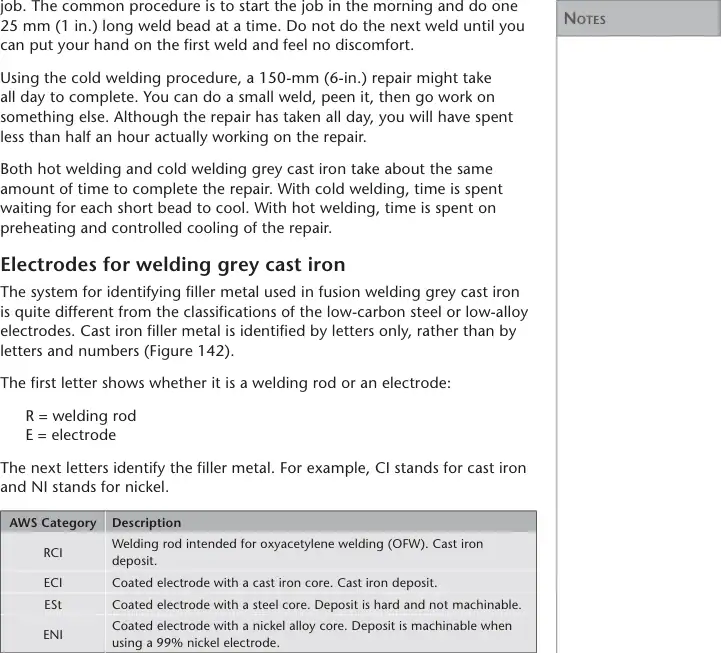 job. The common procedure is to start the job in the morning and do one
25 mm (1 in.) long weld bead at a time. Do not do the next weld until you
can put your hand on the first weld and feel no discomfort.
Using the cold welding procedure, a 150-mm (6-in.) repair might take
all day to complete. You can do a small weld, peen it, then go work on
something else. Although the repair has taken all day, you will have spent
less than half an hour actually working on the repair.
Both hot welding and cold welding grey cast iron take about the same
amount of time to complete the repair. With cold welding, time is spent
waiting for each short bead to cool. With hot welding, time is spent on
preheating and controlled cooling of the repair.
Electrodes for welding grey cast iron
The system for identifying filler metal used in fusion welding grey cast iron
is quite different from the classifications of the low-carbon steel or low-alloy
electrodes. Cast iron filler metal is identified by letters only, rather than by
letters and numbers (Figure 142).
The first letter shows whether it is a welding rod or an electrode:
R = welding rod
E = electrode
The next letters identify the filler metal. For example, CI stands for cast iron
and NI stands for nickel.
AWS Category Description
RCI Welding rod intended for oxyacetylene welding (OFW). Cast iron
deposit.
ECI Coated electrode with a cast iron core. Cast iron deposit.
ESt Coated electrode with a steel core. Deposit is hard and not machinable.
ENI Coated electrode with a nickel alloy core. Deposit is machinable when
using a 99% nickel electrode.
NOTES